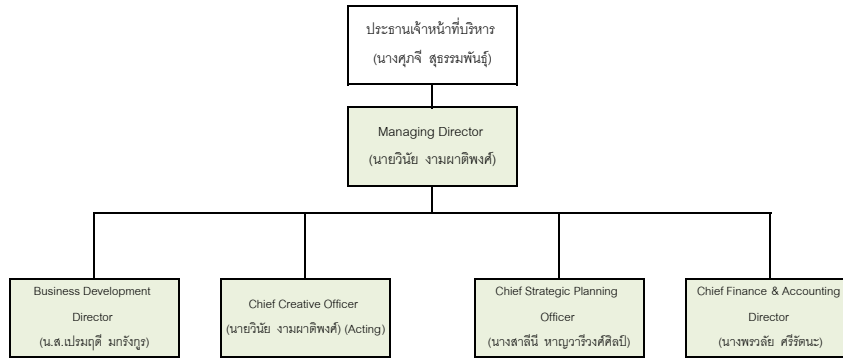 ประธานเจ้าหน้าที่บริหาร
(นางศุภจี สุธรรมพันธุ์)
Managing Director
(นายวินัย งามผาติพงศ์)
Business Development
Director
(น.ส.เปรมฤดี มกรังกูร)
Chief Creative Officer
(นายวินัย งามผาติพงศ์) (Acting)
Chief Strategic Planning
Officer
(นางสาลีนี หาญวารีวงศ์ศิลป์)
Chief Finance & Accounting
Director
(นางพรวลัย ศรีรัตนะ)